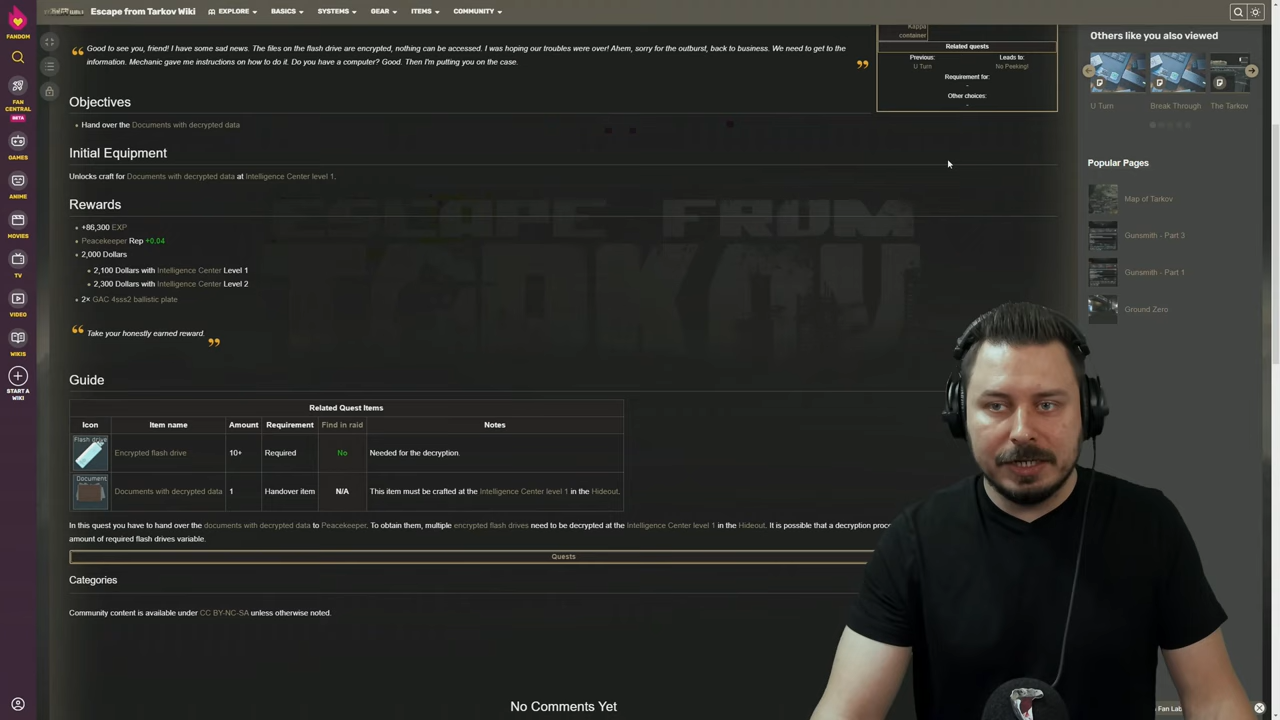 Escape from Tarkov Wiki
EXPLORE
BASICS
SYSTEMS
GEAR
ITEMS
COMMUNITY
FANDOM
FAN CENTRAL
BETA
GAMES
ANIME
MOVIES
TV
VIDEO
WIKIS
START A WIKI
Good to see you, friend! I have some sad news. The files on the flash drive are encrypted, nothing can be accessed. I was hoping our troubles were over! Ahem, sorry for the outburst, back to business. We need to get to the
information. Mechanic gave me instructions on how to do it. Do you have a computer? Good. Then I'm putting you on the case.
Kappa
container
Related quests
Previous: Leads to:
U Turn No Peeking!
Requirement for:
-
Other choices:
-
Objectives
Hand over the Documents with decrypted data
Initial Equipment
Unlocks craft for Documents with decrypted data at Intelligence Center level 1.
Rewards
+86,300 EXP
Peacekeeper Rep +0.04
2,000 Dollars
2,100 Dollars with Intelligence Center Level 1
2,300 Dollars with Intelligence Center Level 2
2× GAC 4sss2 ballistic plate
Take your honestly earned reward.
Guide
Related Quest Items
Icon Item name Amount Requirement Find in raid Notes
Flash drive Encrypted flash drive 10+ Required No Needed for the decryption.
Document Documents with decrypted data 1 Handover item N/A This item must be crafted at the Intelligence Center level 1 in the Hideout.
In this quest you have to hand over the documents with decrypted data to Peacekeeper. To obtain them, multiple encrypted flash drives need to be decrypted at the Intelligence Center level 1 in the Hideout. It is possible that a decryption proc
amount of required flash drives variable.
Quests
Categories
Community content is available under CC BY-NC-SA unless otherwise noted.
No Comments Yet
Others like you also viewed
U Turn
Break Through
The Tarkov
Popular Pages
Map of Tarkov
Gunsmith - Part 3
Gunsmith - Part 1
Ground Zero
Fan Lab